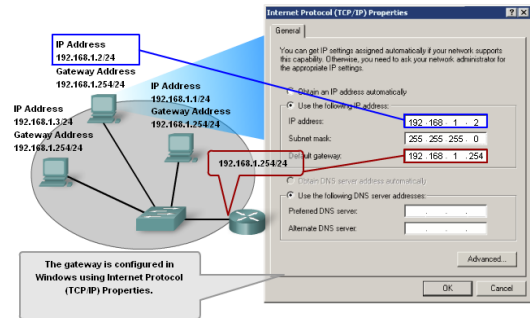 IP Address
192.168.1.2/24
Gateway Address
192.168.1.254/24
IP Address
192.168.1.1/24
Gateway Address
192.168.1.254/24
IP Address
192.168.1.3/24
Gateway Address
192.168.1.254/24
192.168.1.254/24
The gateway is configured in
Windows using Internet Protocol
(TCP/IP) Properties.
Internet Protocol (TCP/IP) Properties
General
You can get IP settings assigned automatically if your network supports
this capability. Otherwise, you need to ask your network administrator for
the appropriate IP settings.
Obtain an IP address automatically
Use the following IP address:
IP address:
192 . 168 . 1 . 2
Subnet mask:
255 . 255 . 255 . 0
Default gateway:
192 . 168 . 1 . 254
Obtain DNS server address automatically
Use the following DNS server addresses:
Preferred DNS server:
Alternate DNS server:
Advanced...
OK
Cancel